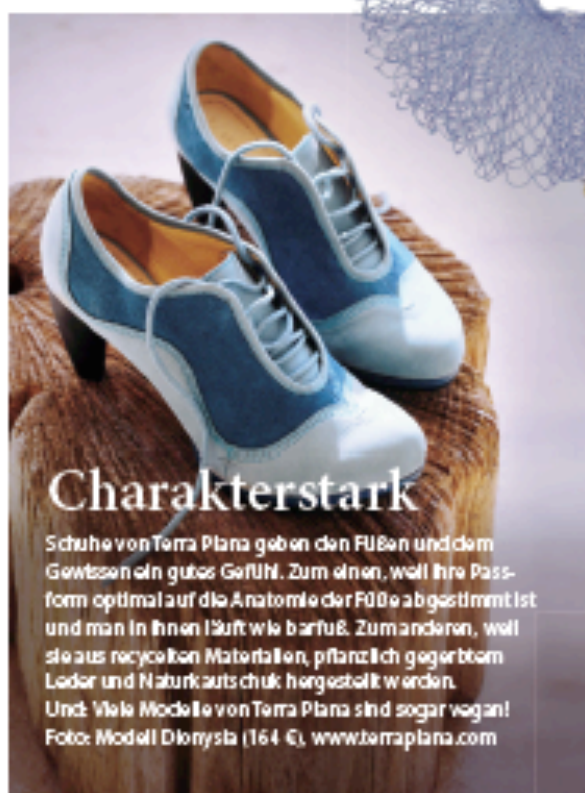 Charakterstark
Schuhe von Terra Plana geben den Füßen und dem
Gewissen ein gutes Gefühl. Zum einen, weil ihre Pass-
form optimal auf die Anatomie der Füße abgestimmt ist
und man in ihnen läuft wie barfuß. Zum anderen, weil
sie aus recycelten Materialien, pflanzlich gegerbtem
Leder und Naturkautschuk hergestellt werden.
Und: Viele Modelle von Terra Plana sind sogar vegan!
Foto: Modell Dionysia (164 €), www.terraplana.com